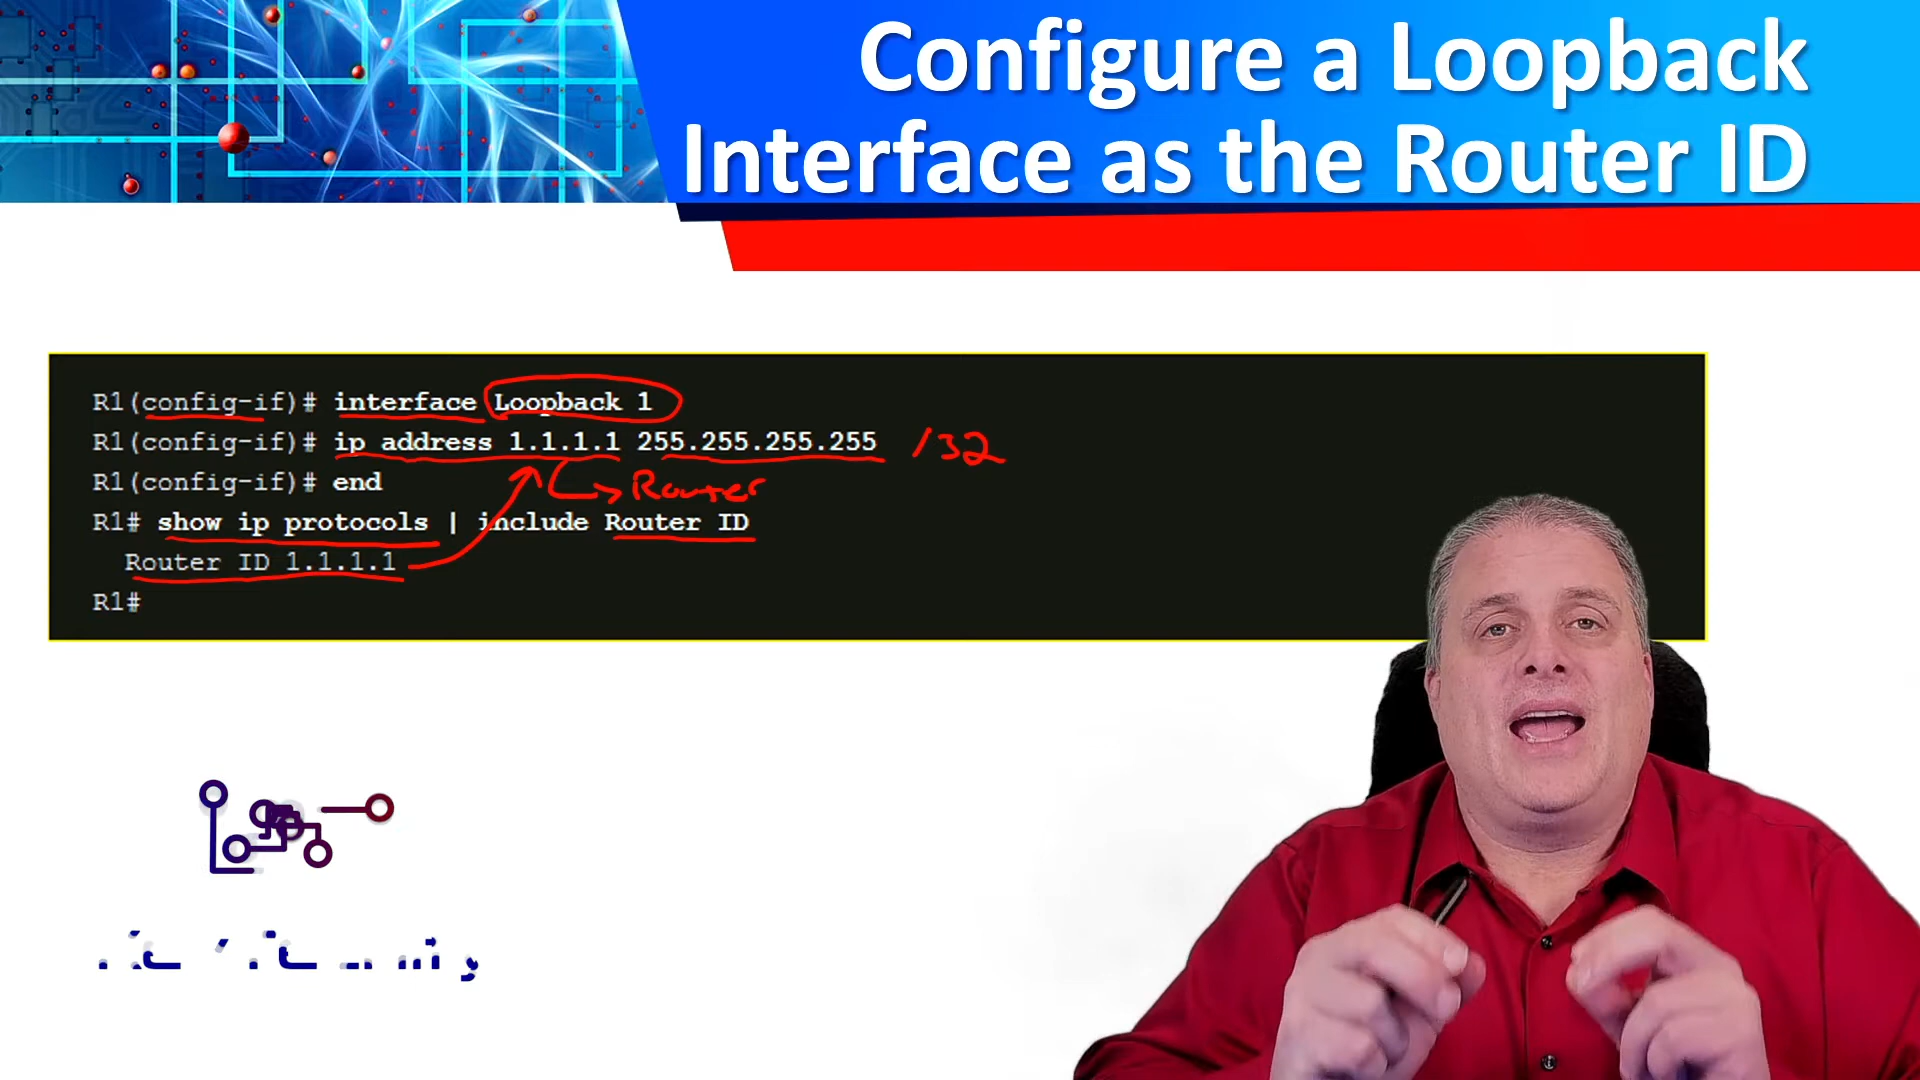 Configure a Loopback
Interface as the Router ID
R1(config-if)# interface Loopback 1
R1(config-if)# ip address 1.1.1.1 255.255.255.255 /32
R1(config-if)# end
Router
R1# show ip protocols | include Router ID
Router ID 1.1.1.1
R1#